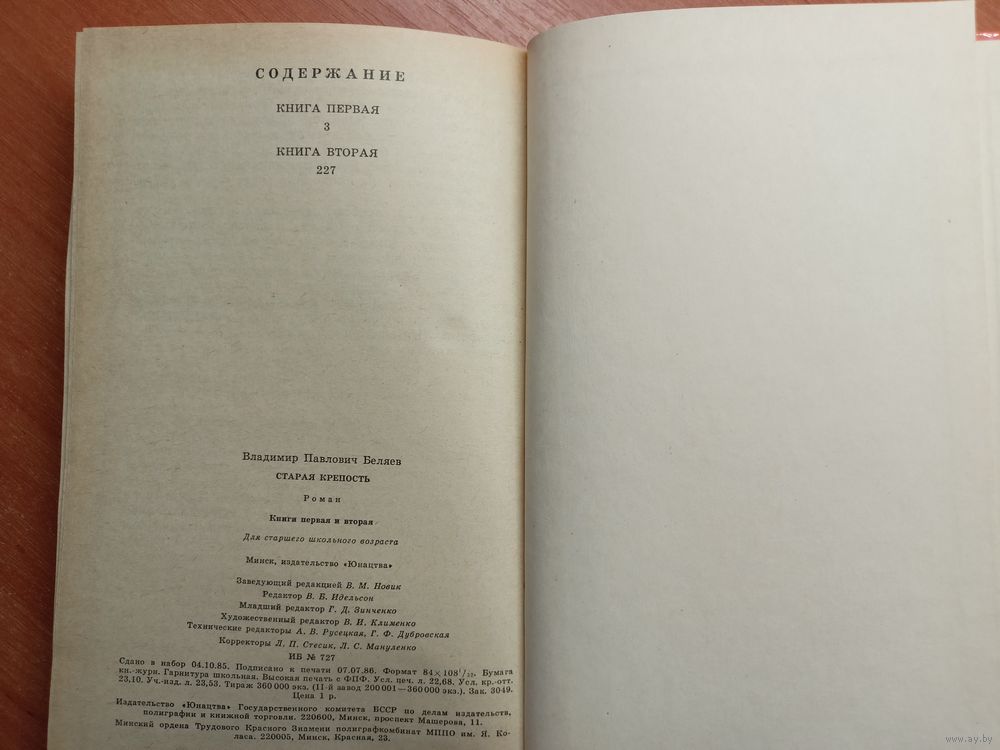 СОДЕРЖАНИЕ
КНИГА ПЕРВАЯ
3
КНИГА ВТОРАЯ
227
Владимир Павлович Беляев
СТАРАЯ КРЕПОСТЬ
Роман
Книги первая и вторая
Для старшего школьного возраста
Минск, издательство «Юнацтва»
Заведующий редакцией В. М. Новик
Редактор В. Б. Идельсон
Младший редактор Г. Д. Зинченко
Художественный редактор В. И. Клименко
Технические редакторы А. В. Русецкая, Г. Ф. Дубровская
Корректоры Л. П. Стесик, Л. С. Мануленко
ИБ № 727
Сдано в набор 04.10.85. Подписано к печати 07.07.86. Формат 84×108¹/₃₂. Бумага
кн.-журн. Гарнитура школьная. Высокая печать с ФПФ. Усл. печ. л. 22,68. Усл. кр.-отт.
23,10. Уч.-изд. л. 23,53. Тираж 360 000 экз. (II-й завод 200 001—360 000 экз.). Зак. 3049.
Цена 1 р.
Издательство «Юнацтва» Государственного комитета БССР по делам издательств,
полиграфии и книжной торговли. 220600, Минск, проспект Машерова, 11.
Минский ордена Трудового Красного Знамени полиграфкомбинат МППО им. Я. Ко-
ласа. 220005, Минск, Красная, 23.
www.ay.by